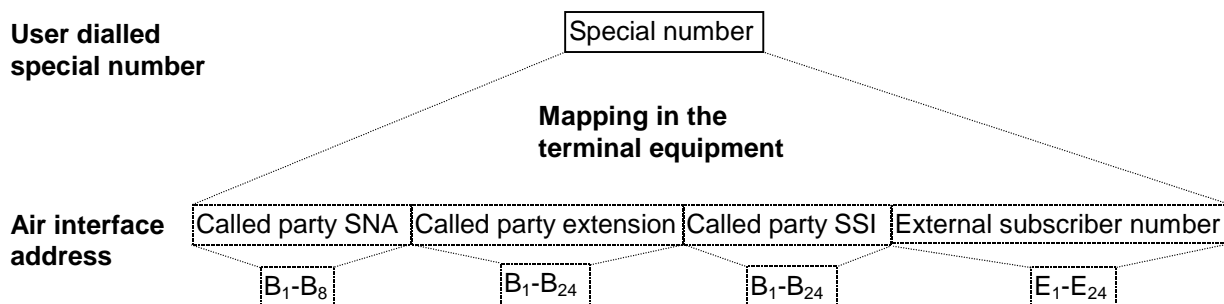 User dialled
special number
Special number
Mapping in the
terminal equipment
Air interface
address
Called party SNA Called party extension Called party SSI External subscriber number
B₁-B₈ B₁-B₂₄ B₁-B₂₄ E₁-E₂₄